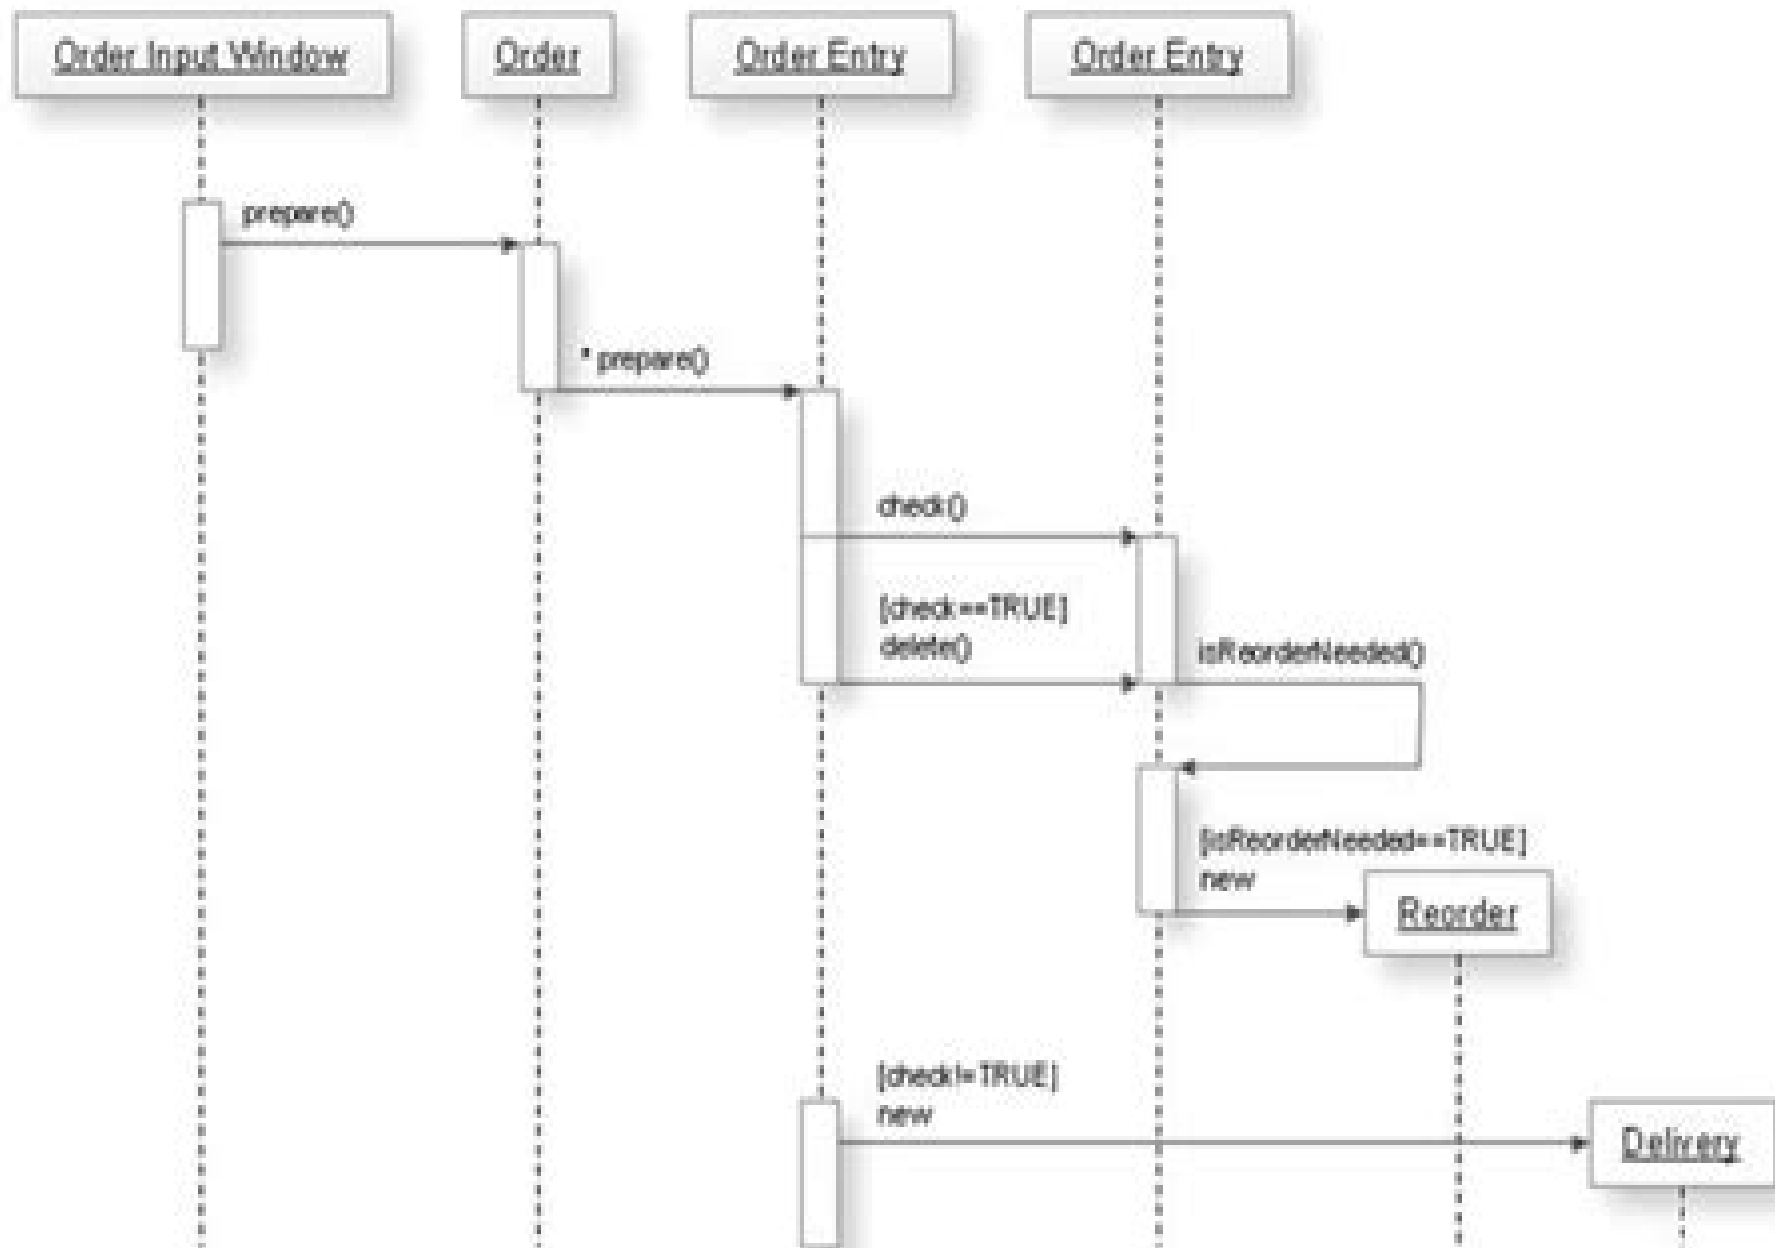 Order Input Window
Order
Order Entry
Order Entry
prepare()
* prepare()
check()
[check==TRUE]
delete()
isReorderNeeded()
[isReorderNeeded==TRUE]
new
Reorder
[check!=TRUE]
new
Delivery